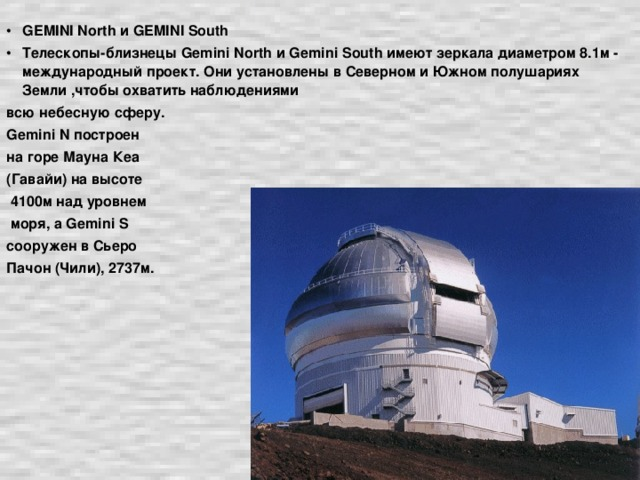 • GEMINI North и GEMINI South
• Телескопы-близнецы Gemini North и Gemini South имеют зеркала диаметром 8.1м -
международный проект. Они установлены в Северном и Южном полушариях
Земли ,чтобы охватить наблюдениями
всю небесную сферу.
Gemini N построен
на горе Мауна Кеа
(Гавайи) на высоте
4100м над уровнем
моря, а Gemini S
сооружен в Сьеро
Пачон (Чили), 2737м.